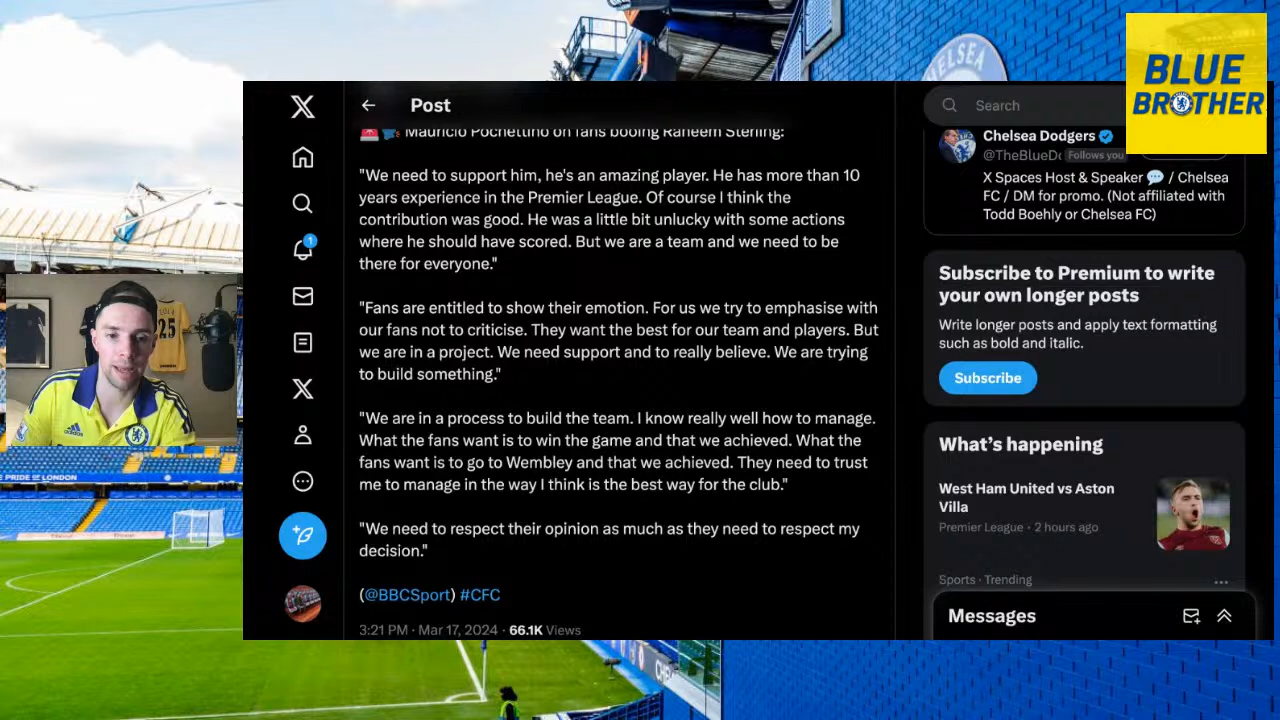 CHELSEA
BLUE
BROTHER
Post
Search
Mauricio Pochettino on fans booing Raheem Sterling:
"We need to support him, he's an amazing player. He has more than 10
years experience in the Premier League. Of course I think the
contribution was good. He was a little bit unlucky with some actions
where he should have scored. But we are a team and we need to be
there for everyone."
"Fans are entitled to show their emotion. For us we try to emphasise with
our fans not to criticise. They want the best for our team and players. But
we are in a project. We need support and to really believe. We are trying
to build something."
"We are in a process to build the team. I know really well how to manage.
What the fans want is to win the game and that we achieved. What the
fans want is to go to Wembley and that we achieved. They need to trust
me to manage in the way I think is the best way for the club."
"We need to respect their opinion as much as they need to respect my
decision."
(@BBCSport) #CFC
3:21 PM · Mar 17, 2024 · 66.1K Views
1
Chelsea Dodgers
@TheBlueDo Follows you
X Spaces Host & Speaker 💬 / Chelsea
FC / DM for promo. (Not affiliated with
Todd Boehly or Chelsea FC)
Subscribe to Premium to write
your own longer posts
Write longer posts and apply text formatting
such as bold and italic.
Subscribe
What's happening
West Ham United vs Aston
Villa
Premier League · 2 hours ago
Sports · Trending
Messages
25
adidas
E PRIDE OF LONDON